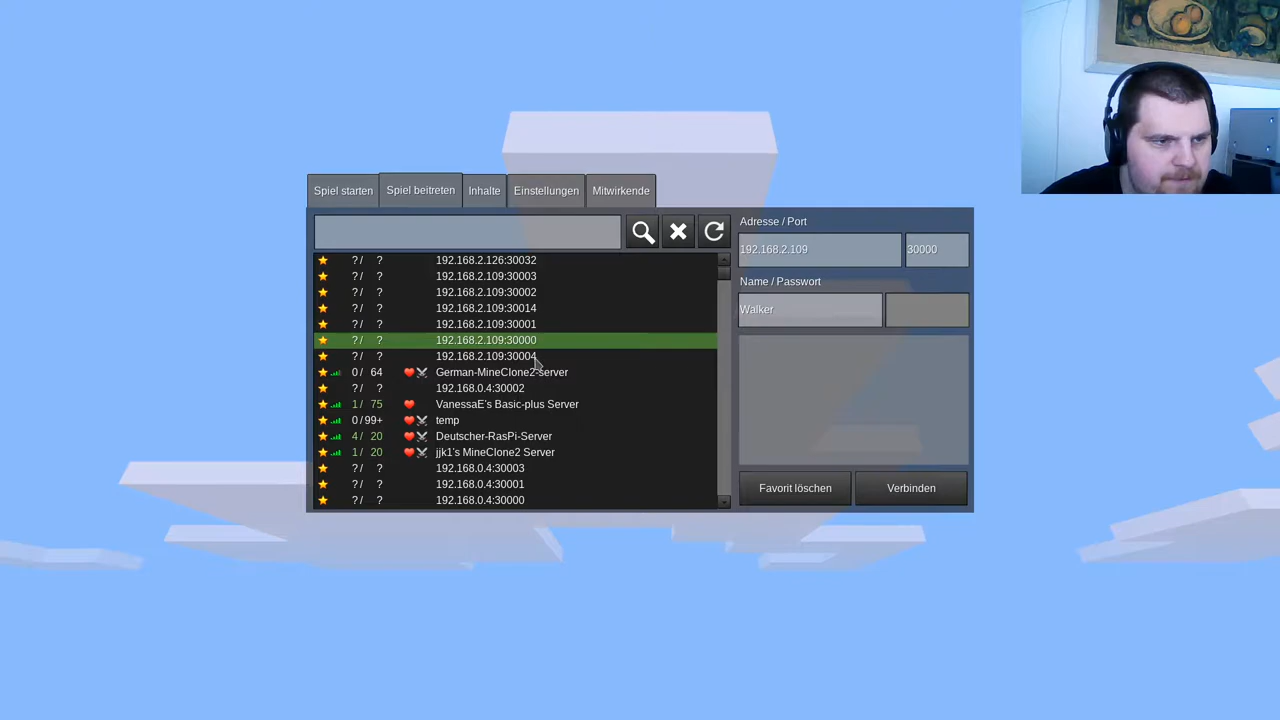 Spiel starten Spiel beitreten Inhalte Einstellungen Mitwirkende
Adresse / Port
192.168.2.109 30000
Name / Passwort
Walker
? / ? 192.168.2.126:30032
? / ? 192.168.2.109:30003
? / ? 192.168.2.109:30002
? / ? 192.168.2.109:30014
? / ? 192.168.2.109:30001
? / ? 192.168.2.109:30000
? / ? 192.168.2.109:30004
0 / 64 German-MineClone2-server
? / ? 192.168.0.4:30002
1 / 75 VanessaE's Basic-plus Server
0 / 99+ temp
4 / 20 Deutscher-RasPi-Server
1 / 20 jjk1's MineClone2 Server
? / ? 192.168.0.4:30003
? / ? 192.168.0.4:30001
? / ? 192.168.0.4:30000
Favorit löschen Verbinden